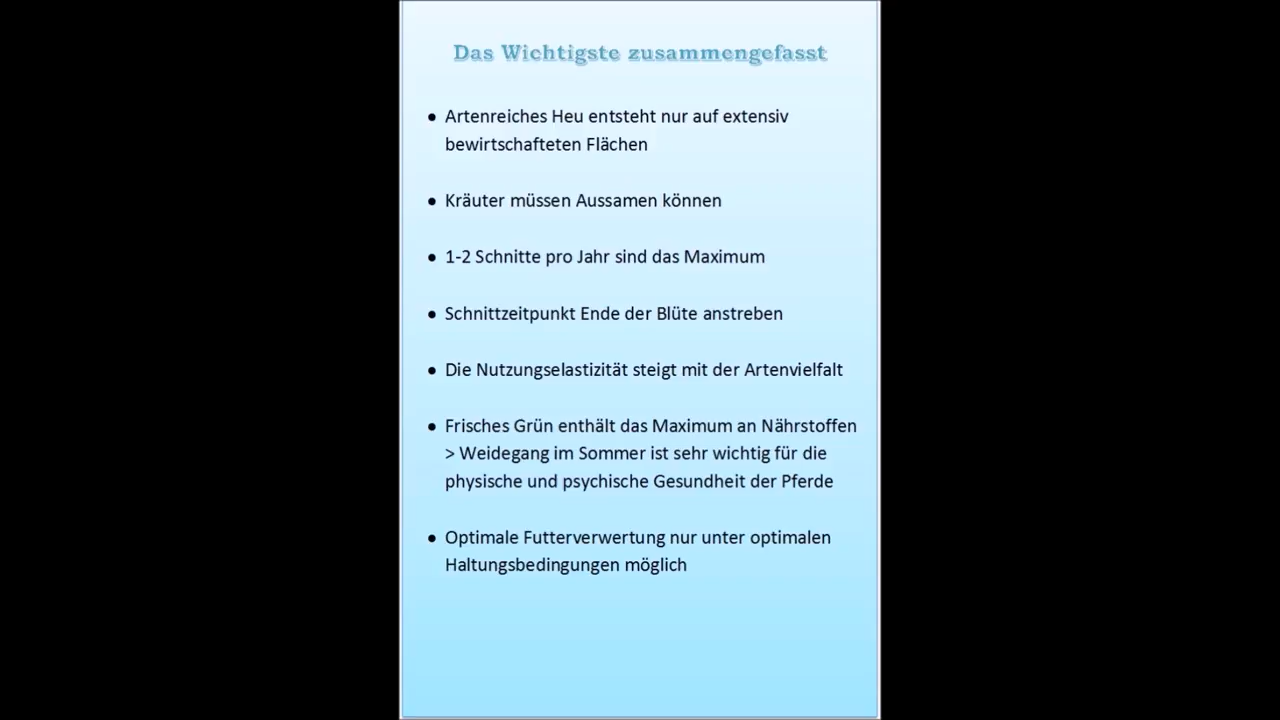 Das Wichtigste zusammengefasst
• Artenreiches Heu entsteht nur auf extensiv
bewirtschafteten Flächen
• Kräuter müssen Aussamen können
• 1-2 Schnitte pro Jahr sind das Maximum
• Schnittzeitpunkt Ende der Blüte anstreben
• Die Nutzungselastizität steigt mit der Artenvielfalt
• Frisches Grün enthält das Maximum an Nährstoffen
> Weidegang im Sommer ist sehr wichtig für die
physische und psychische Gesundheit der Pferde
• Optimale Futterverwertung nur unter optimalen
Haltungsbedingungen möglich